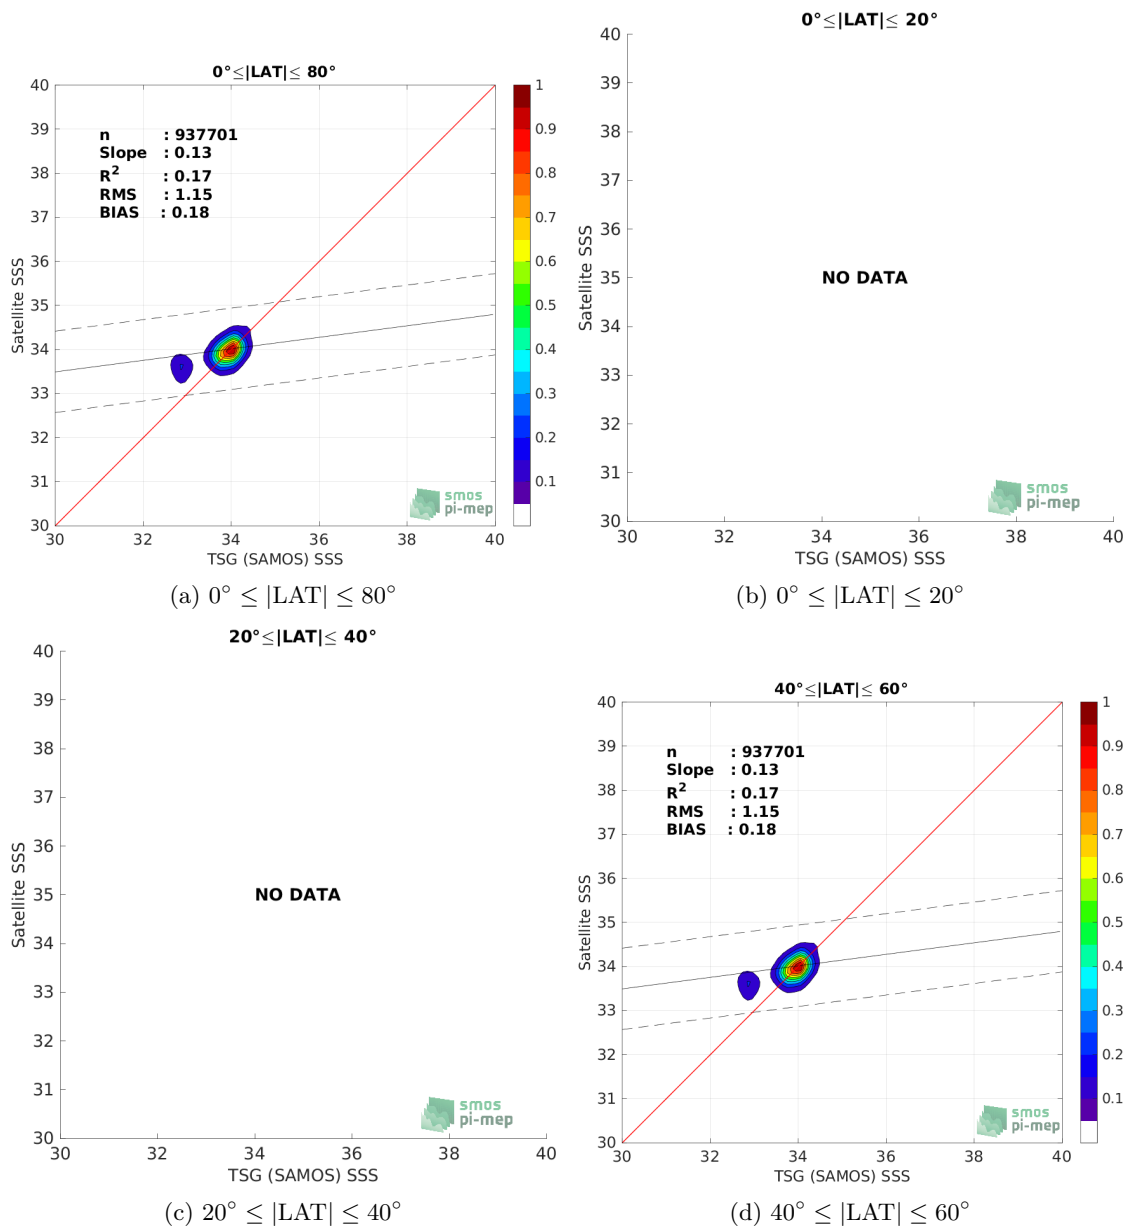 0°≤|LAT|≤ 80°
40
39
38
37
36
35
34
33
32
31
30
n : 937701
Slope : 0.13
R² : 0.17
RMS : 1.15
BIAS : 0.18
Satellite SSS
30 32 34 36 38 40
TSG (SAMOS) SSS
smos
pi-mep
1
0.9
0.8
0.7
0.6
0.5
0.4
0.3
0.2
0.1
(a) 0° ≤ |LAT| ≤ 80°
0°≤|LAT|≤ 20°
40
39
38
37
36
35
34
33
32
31
30
NO DATA
Satellite SSS
30 32 34 36 38 40
TSG (SAMOS) SSS
smos
pi-mep
(b) 0° ≤ |LAT| ≤ 20°
20°≤|LAT|≤ 40°
40
39
38
37
36
35
34
33
32
31
30
NO DATA
Satellite SSS
30 32 34 36 38 40
TSG (SAMOS) SSS
smos
pi-mep
(c) 20° ≤ |LAT| ≤ 40°
40°≤|LAT|≤ 60°
40
39
38
37
36
35
34
33
32
31
30
n : 937701
Slope : 0.13
R² : 0.17
RMS : 1.15
BIAS : 0.18
Satellite SSS
30 32 34 36 38 40
TSG (SAMOS) SSS
smos
pi-mep
1
0.9
0.8
0.7
0.6
0.5
0.4
0.3
0.2
0.1
(d) 40° ≤ |LAT| ≤ 60°